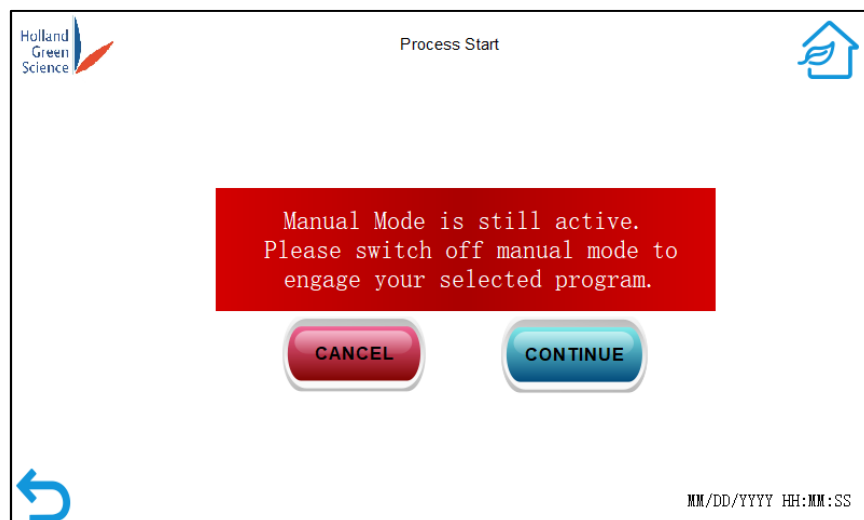 Holland
Green
Science
Process Start
Manual Mode is still active.
Please switch off manual mode to
engage your selected program.
CANCEL
CONTINUE
MM/DD/YYYY HH:MM:SS